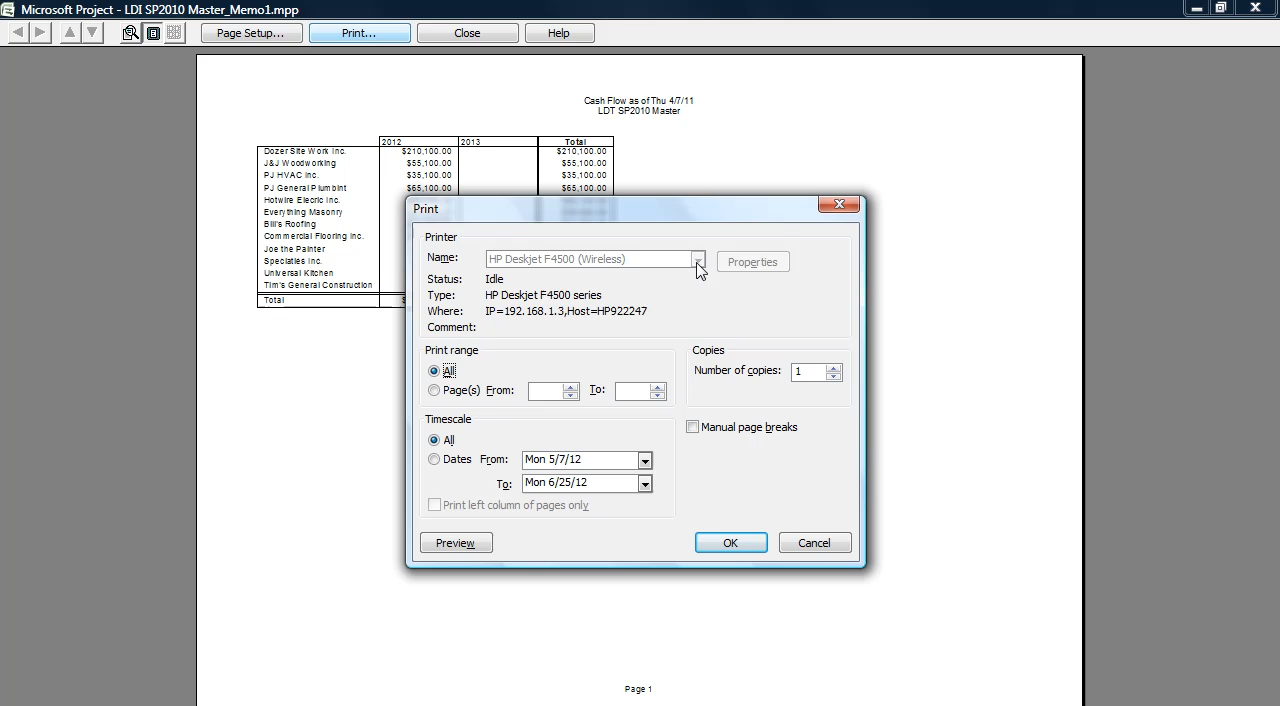 Microsoft Project - LDI SP2010 Master_Memo1.mpp
Page Setup... Print... Close Help
Cash Flow as of Thu 4/7/11
LDT SP2010 Master
2012 2013 Total
Dozer Site Work Inc. $210,100.00 $210,100.00
J&J Woodworking $55,100.00 $55,100.00
PJ HVAC Inc. $35,100.00 $35,100.00
PJ General Plumbint $65,100.00 $65,100.00
Hotwire Elecric Inc.
Everything Masonry
Bill's Roofing
Commercial Flooring Inc.
Joe the Painter
Specialties Inc.
Universal Kitchen
Tim's General Construction
Total $
Print
Printer
Name: HP Deskjet F4500 (Wireless) Properties
Status: Idle
Type: HP Deskjet F4500 series
Where: IP=192.168.1.3,Host=HP922247
Comment:
Print range
All
Page(s) From: To:
Copies
Number of copies: 1
Manual page breaks
Timescale
All
Dates From: Mon 5/7/12
To: Mon 6/25/12
Print left column of pages only
Preview OK Cancel
Page 1